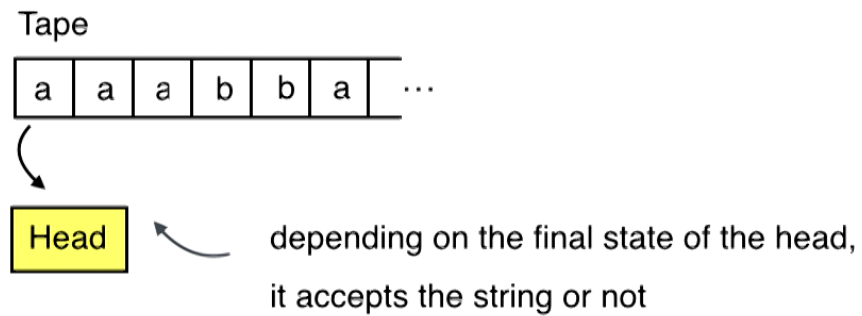 Tape
a a a b b a ...
Head
depending on the final state of the head,
it accepts the string or not